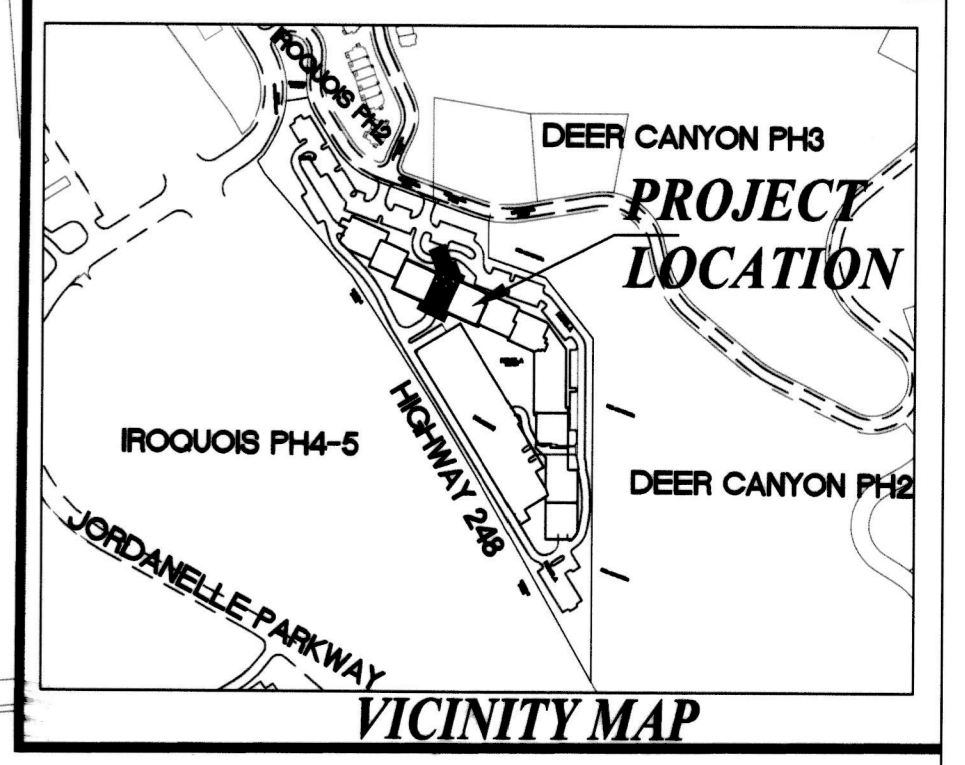 IROQUOIS PH2
DEER CANYON PH3
PROJECT
LOCATION
IROQUOIS PH4-5
HIGHWAY 248
DEER CANYON PH2
JORDANELLE PARKWAY
VICINITY MAP